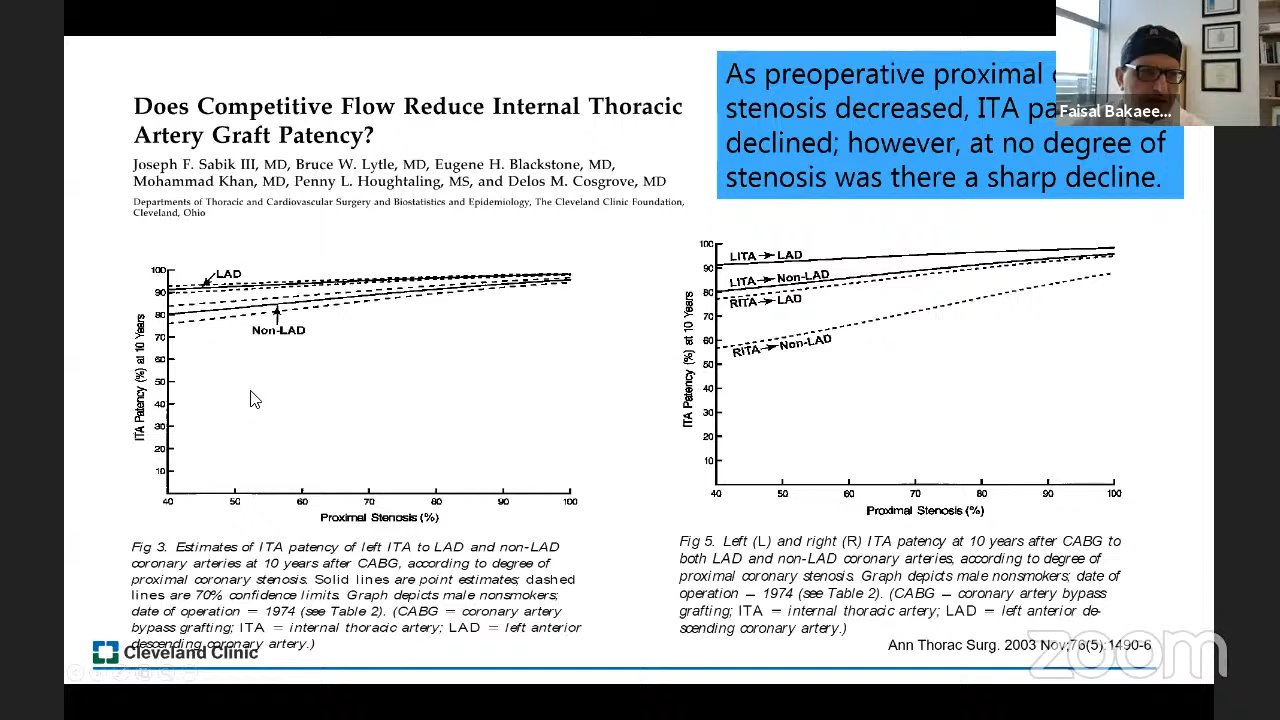 Does Competitive Flow Reduce Internal Thoracic
Artery Graft Patency?
Joseph F. Sabik III, MD, Bruce W. Lytle, MD, Eugene H. Blackstone, MD,
Mohammad Khan, MD, Penny L. Houghtaling, MS, and Delos M. Cosgrove, MD
Departments of Thoracic and Cardiovascular Surgery and Biostatistics and Epidemiology, The Cleveland Clinic Foundation,
Cleveland, Ohio
As preoperative proximal
stenosis decreased, ITA
declined; however, at no degree of
stenosis was there a sharp decline.
Faisal Bakaee...
ITA Patency (%) at 10 Years
100
90
80
70
60
50
40
30
20
10
LAD
Non-LAD
40 50 60 70 80 90 100
Proximal Stenosis (%)
Fig 3. Estimates of ITA patency of left ITA to LAD and non-LAD
coronary arteries at 10 years after CABG, according to degree of
proximal coronary stenosis. Solid lines are point estimates; dashed
lines are 70% confidence limits. Graph depicts male nonsmokers;
date of operation = 1974 (see Table 2). (CABG = coronary artery
bypass grafting; ITA = internal thoracic artery; LAD = left anterior
descending coronary artery.)
ITA Patency (%) at 10 Years
100
90
80
70
60
50
40
30
20
10
LITA LAD
LITA Non-LAD
RITA LAD
RITA Non-LAD
40 50 60 70 80 90 100
Proximal Stenosis (%)
Fig 5. Left (L) and right (R) ITA patency at 10 years after CABG to
both LAD and non-LAD coronary arteries, according to degree of
proximal coronary stenosis. Graph depicts male nonsmokers; date of
operation = 1974 (see Table 2). (CABG = coronary artery bypass
grafting; ITA = internal thoracic artery; LAD = left anterior de-
scending coronary artery.)
Cleveland Clinic
Ann Thorac Surg. 2003 Nov;76(5):1490-6
zoom